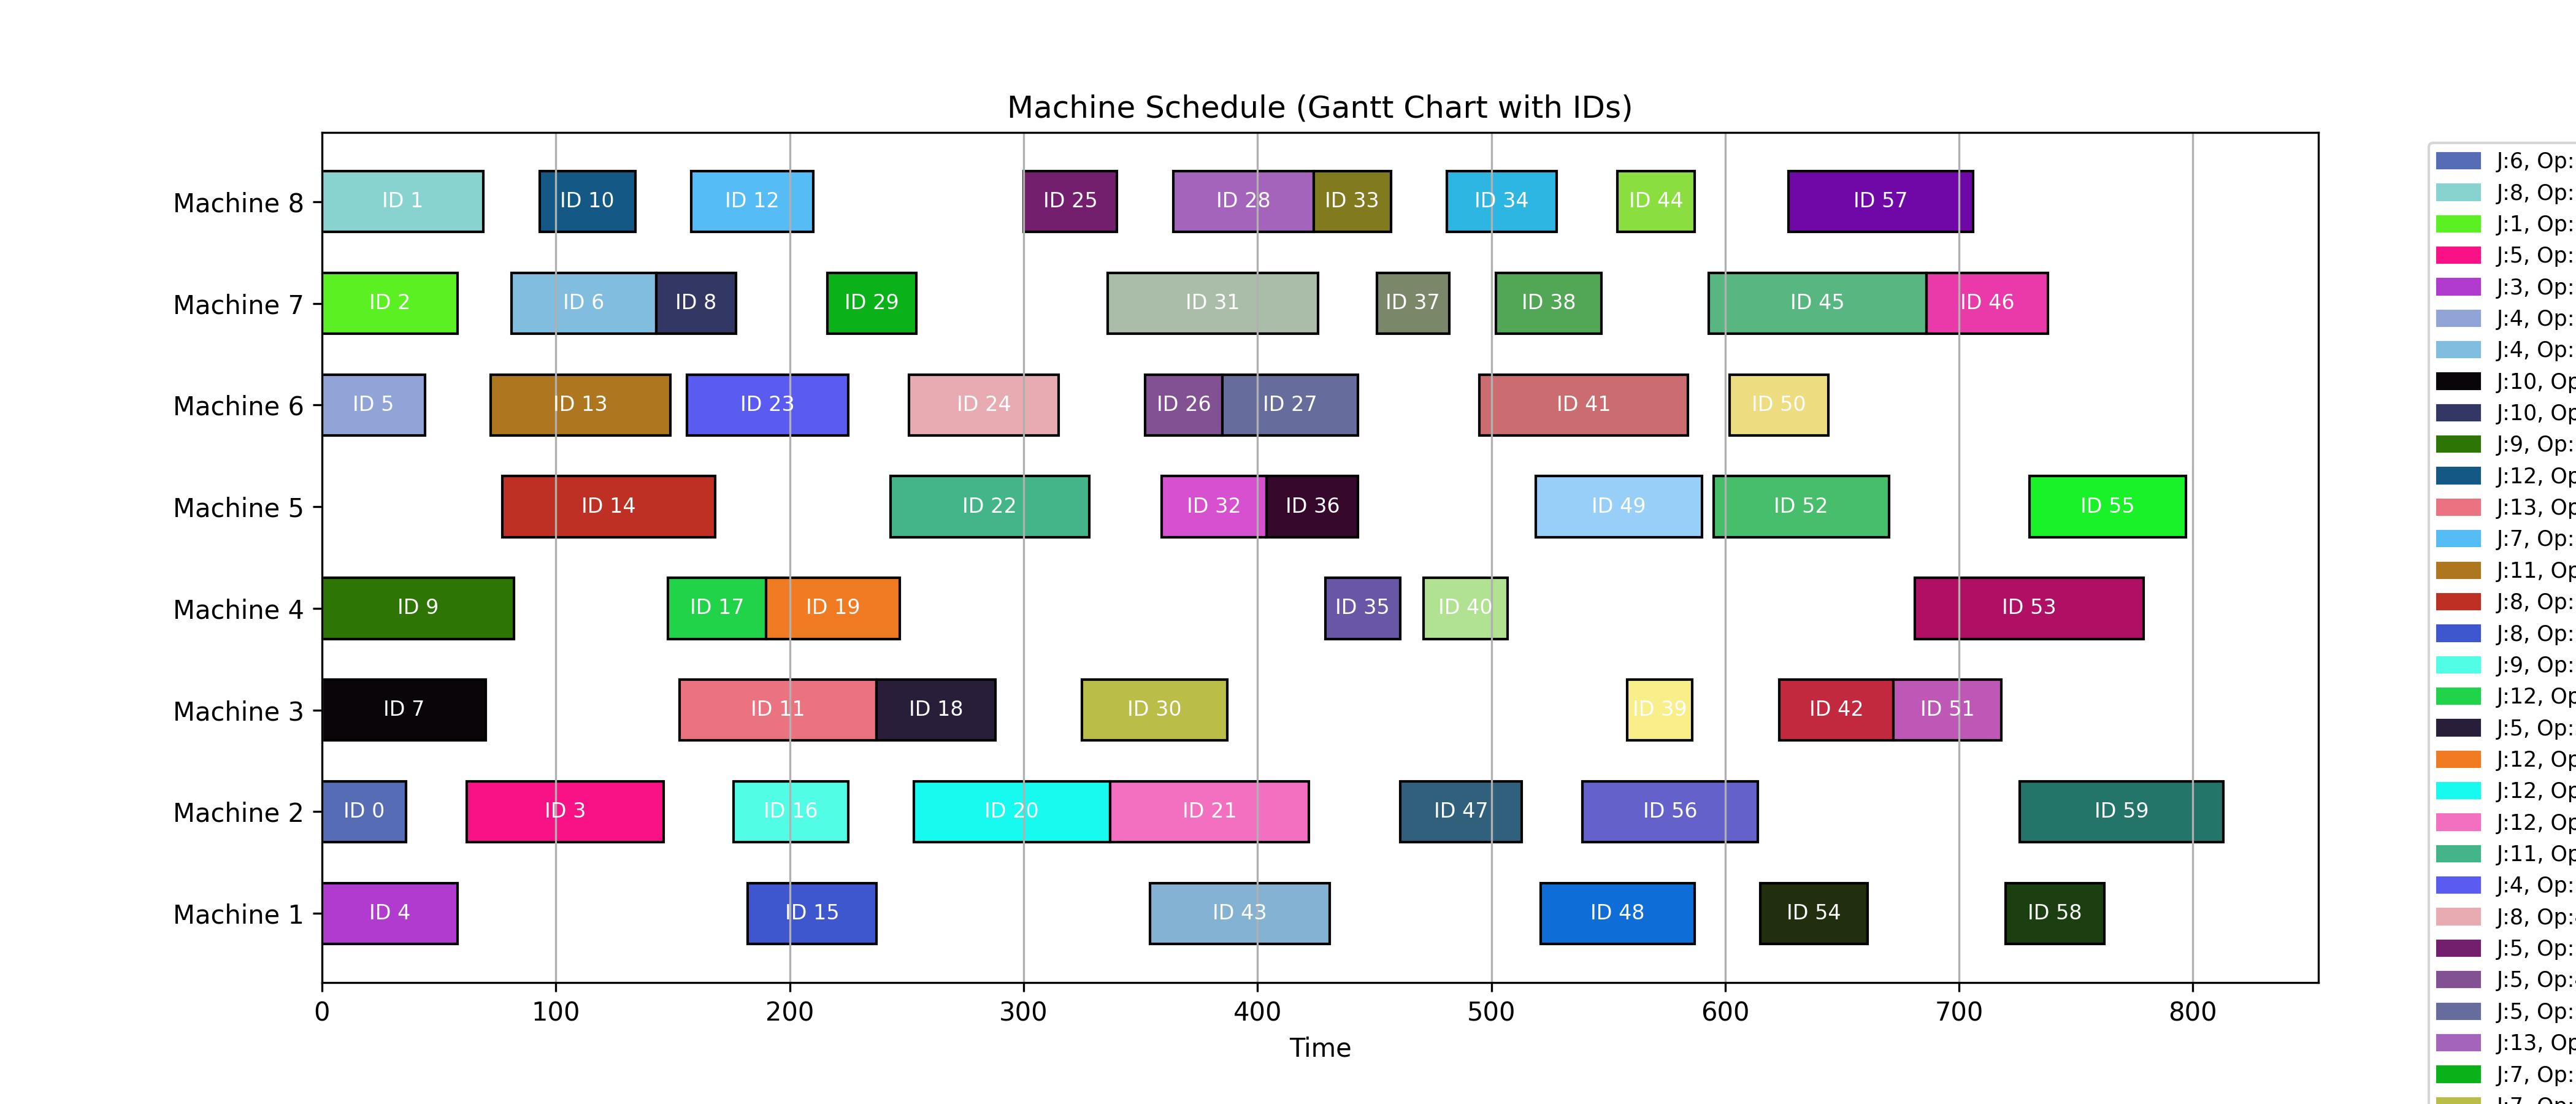 Machine Schedule (Gantt Chart with IDs)
Machine 8
ID 1
ID 10
ID 12
ID 25
ID 28
ID 33
ID 34
ID 44
ID 57
Machine 7
ID 2
ID 6
ID 8
ID 29
ID 31
ID 37
ID 38
ID 45
ID 46
Machine 6
ID 5
ID 13
ID 23
ID 24
ID 26
ID 27
ID 41
ID 50
Machine 5
ID 14
ID 22
ID 32
ID 36
ID 49
ID 52
ID 55
Machine 4
ID 9
ID 17
ID 19
ID 35
ID 40
ID 53
Machine 3
ID 7
ID 11
ID 18
ID 30
ID 39
ID 42
ID 51
Machine 2
ID 0
ID 3
ID 16
ID 20
ID 21
ID 47
ID 56
ID 59
Machine 1
ID 4
ID 15
ID 43
ID 48
ID 54
ID 58
0 100 200 300 400 500 600 700 800
Time
J:6, Op:
J:8, Op:
J:1, Op:
J:5, Op:
J:3, Op:
J:4, Op:
J:4, Op:
J:10, Op
J:10, Op
J:9, Op:
J:12, Op
J:13, Op
J:7, Op:
J:11, Op
J:8, Op:
J:8, Op:
J:9, Op:
J:12, Op
J:5, Op:
J:12, Op
J:12, Op
J:12, Op
J:11, Op
J:4, Op:
J:8, Op:
J:5, Op:
J:5, Op:
J:5, Op:
J:13, Op
J:7, Op:
J:7, Op: